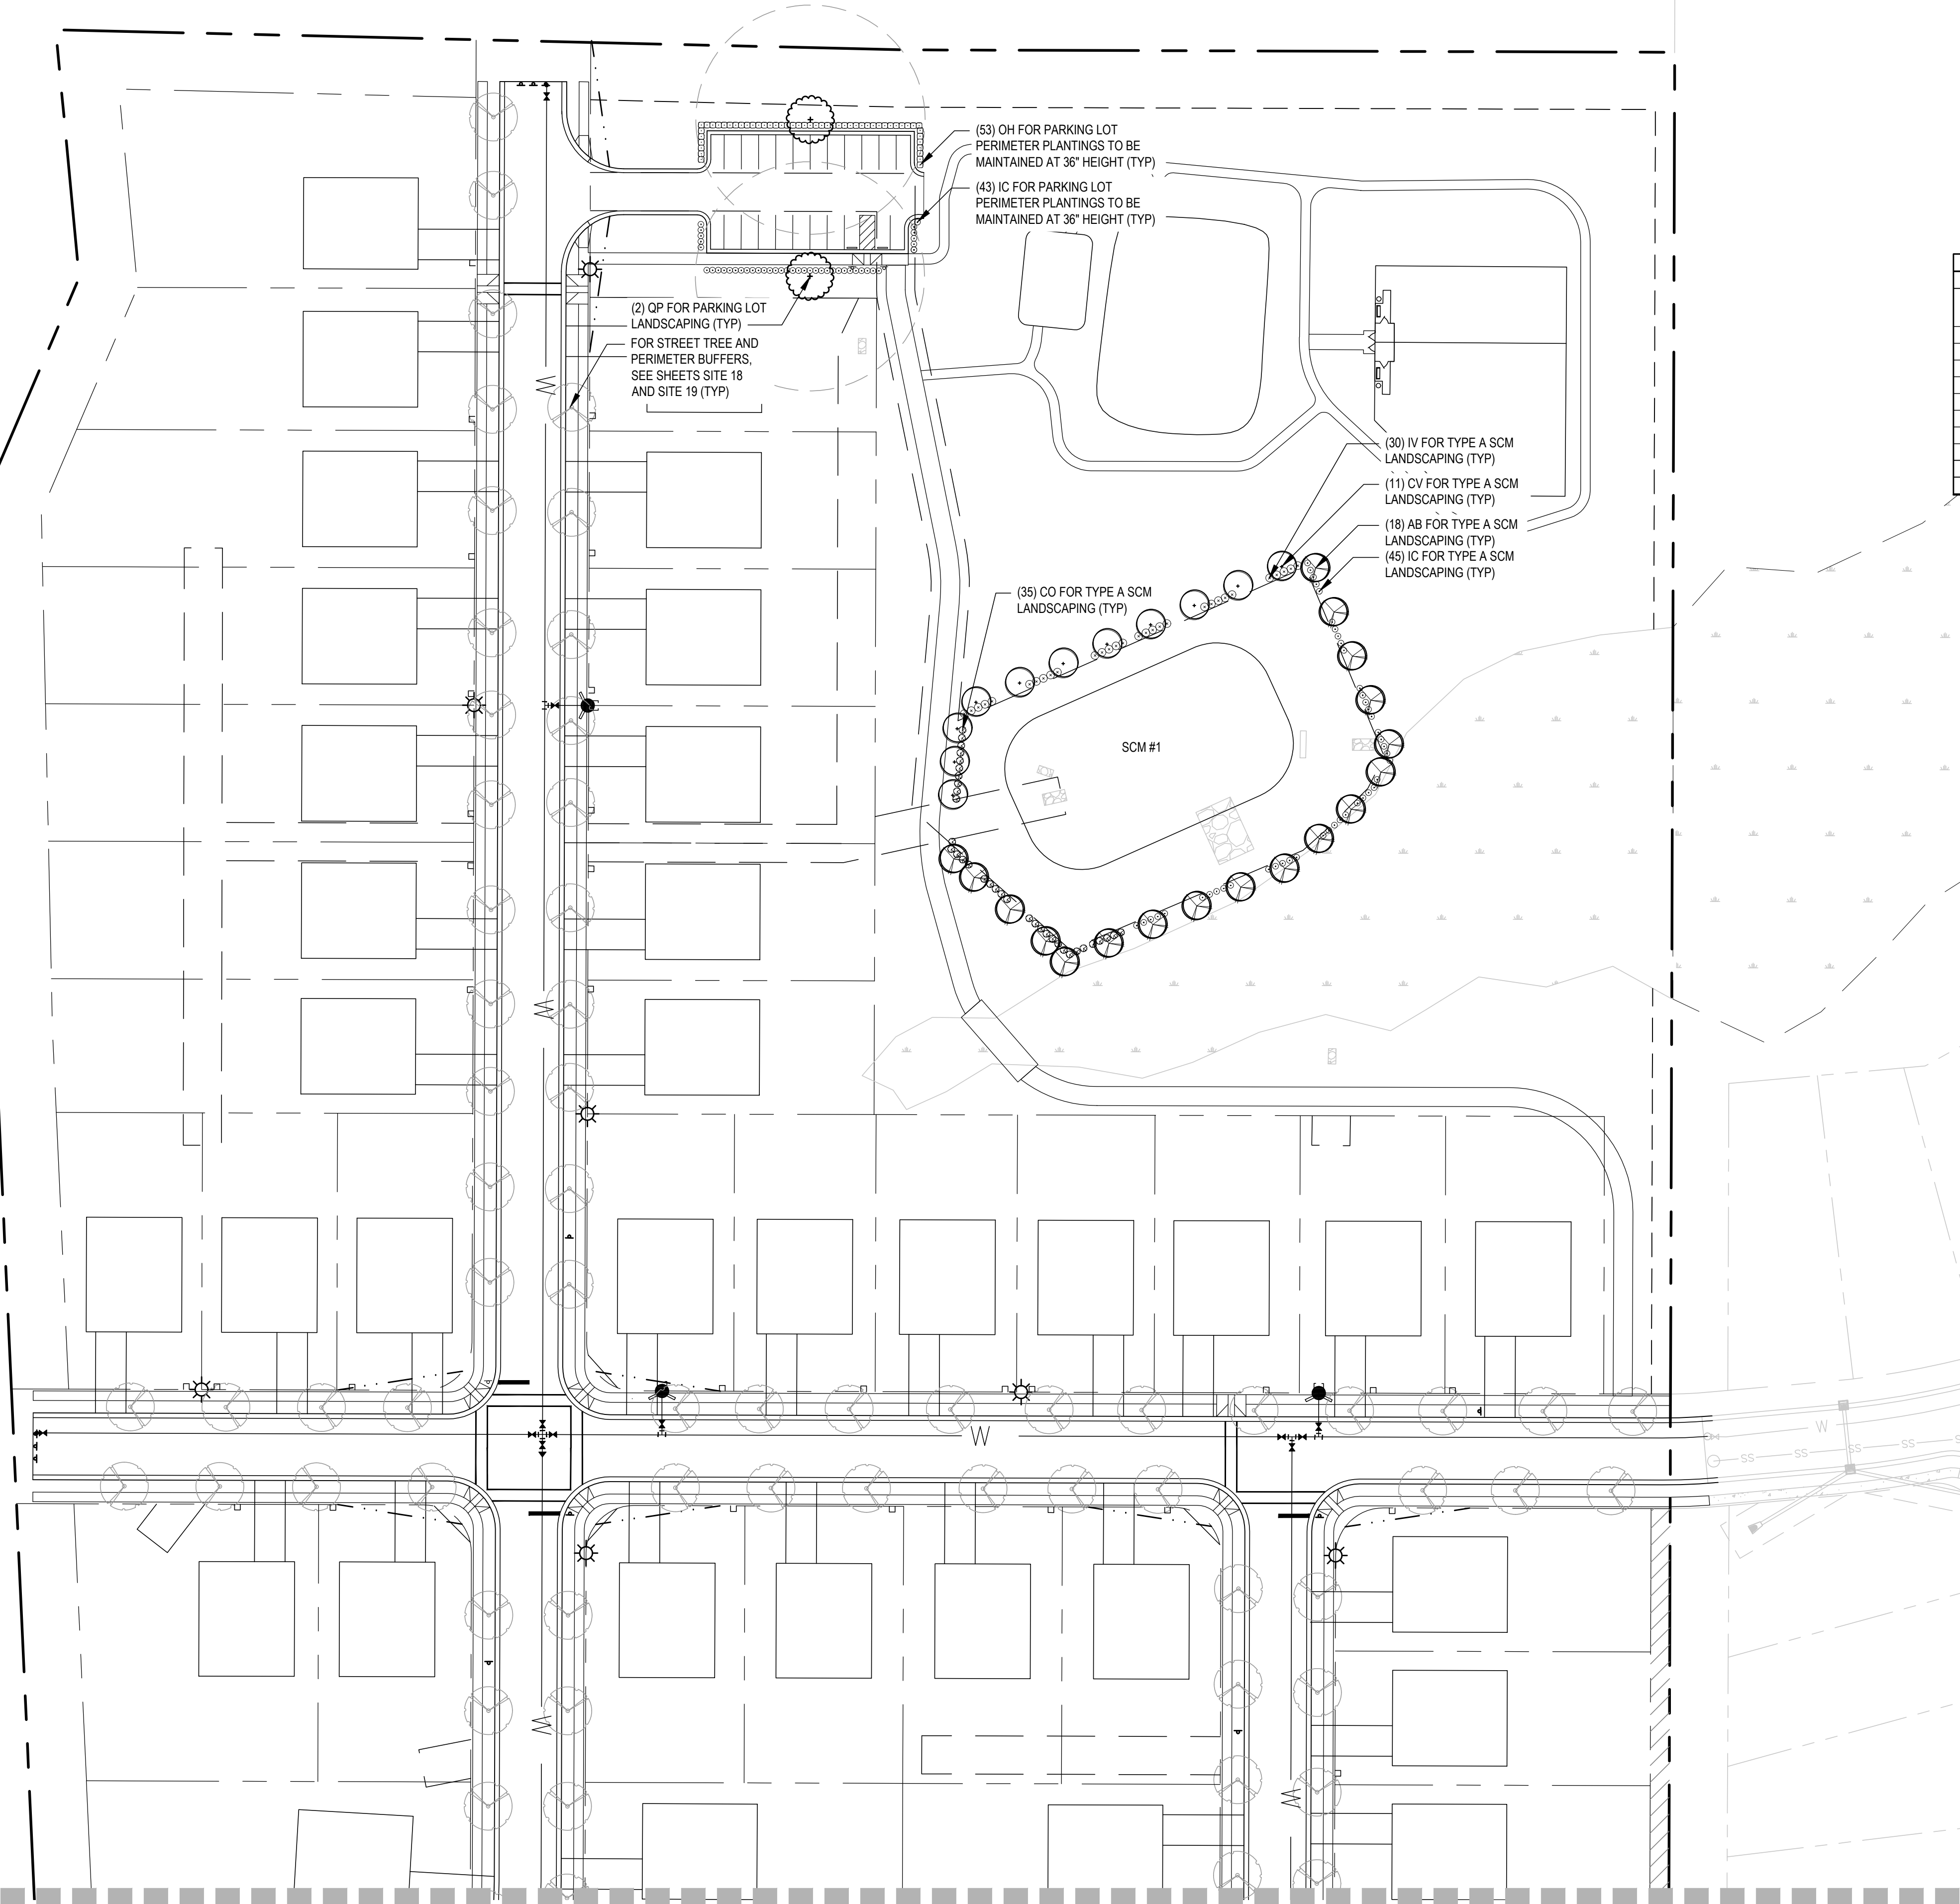 (53) OH FOR PARKING LOT
PERIMETER PLANTINGS TO BE
MAINTAINED AT 36" HEIGHT (TYP)
(43) IC FOR PARKING LOT
PERIMETER PLANTINGS TO BE
MAINTAINED AT 36" HEIGHT (TYP)
(2) QP FOR PARKING LOT
LANDSCAPING (TYP)
FOR STREET TREE AND
PERIMETER BUFFERS,
SEE SHEETS SITE 18
AND SITE 19 (TYP)
W
(30) IV FOR TYPE A SCM
LANDSCAPING (TYP)
(11) CV FOR TYPE A SCM
LANDSCAPING (TYP)
(18) AB FOR TYPE A SCM
LANDSCAPING (TYP)
(45) IC FOR TYPE A SCM
LANDSCAPING (TYP)
(35) CO FOR TYPE A SCM
LANDSCAPING (TYP)
SCM #1
W
W
W
SS
SS
SS
SS
W
W